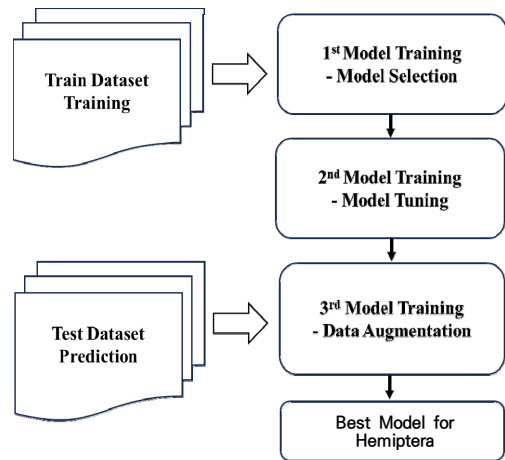 Train Dataset
Training
1st Model Training
- Model Selection
2nd Model Training
- Model Tuning
Test Dataset
Prediction
3rd Model Training
- Data Augmentation
Best Model for
Hemiptera